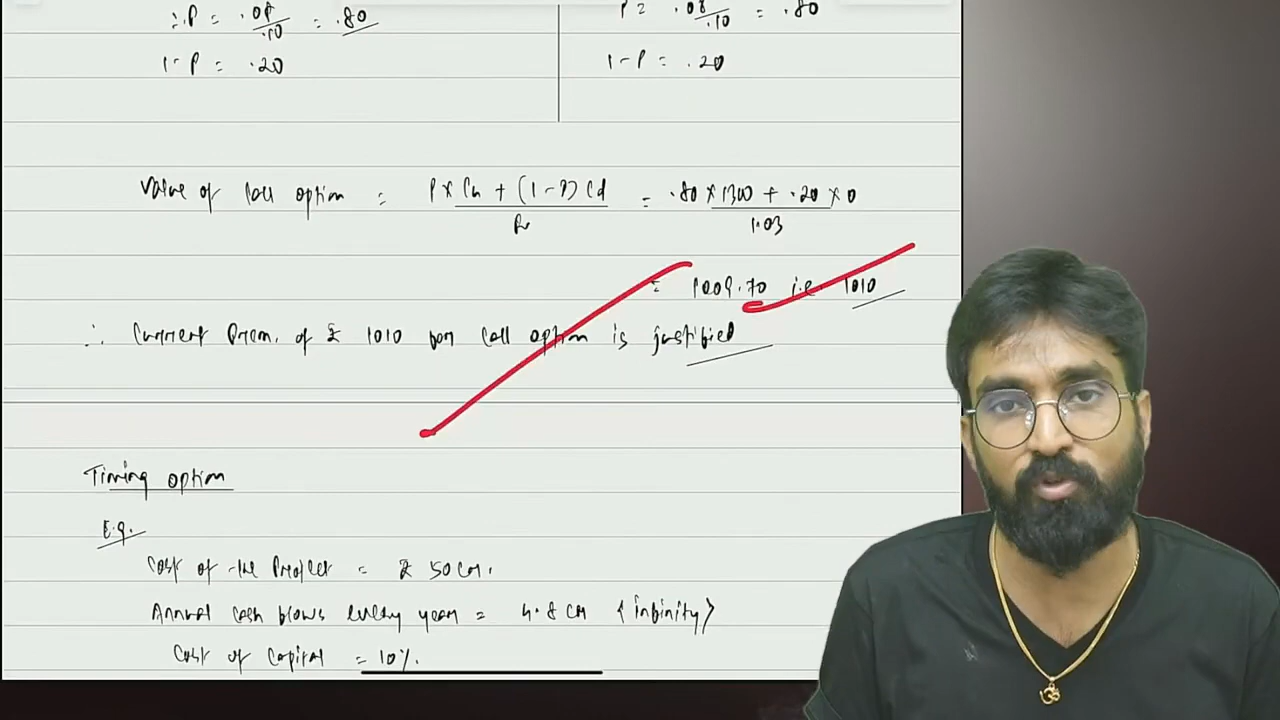 ∴ P = .08/.10 = .80
P = .08/.10 = .80
1-P = .20
1-P = .20
Value of Call option = P x Cu + (1-P) Cd / R = .80 x 1300 + .20 x 0 / 1.03
= 1009.70 i.e. 1010
∴ Current Prem. of ₹ 1010 for Call option is justified
Timing option
E.g.
Cost of the Project = ₹ 50 Cr.
Annual cash flows every year = 4.8 Cr {infinity}
Cost of Capital = 10%.